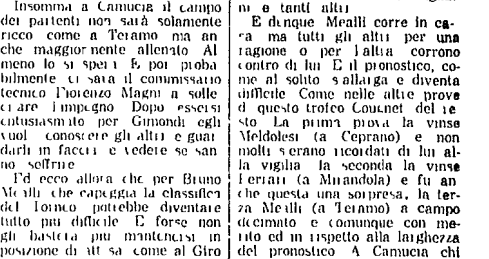 Insomma a Camucia il campo
dei partenti non sarà solamente
ricco come a Teramo ma an
che maggiormente allenato Al
meno lo si spera E poi proba
bilmente ci sarà il commissario
tecnico Fiorenzo Magni a solle
citare l impegno Dopo essersi
entusiasmato per Gimondi egli
vuol conoscere gli altri e guar
darli in faccia e vedere se san
no soffrire
Ed ecco allora che per Bruno
Mealli che capeggia la classifica
del Torneo potrebbe diventare
tutto più difficile E forse non
gli basterà più mantenersi in
posizione di come al Giro
ni e tanti altri
E dunque Mealli corre in ca
ra ma tutti gli altri per una
ragione o per l altra corrono
contro di lui E il pronostico, co
me al solito s allarga e diventa
difficile Come nelle altre prove
d questo trofeo Cougnet del re
sto La prima prova la vinse
Meldolesi (a Ceprano) e non
molti s erano ricordati di lui al
la vigilia la seconda la vinse
Ferrari (a Mirandola) e fu an
che questa una sorpresa, la ter
za Mealli (a Teramo) a campo
decimato e comunque con me
rito ed in rispetto alla larghezza
del pronostico A Camucia chi